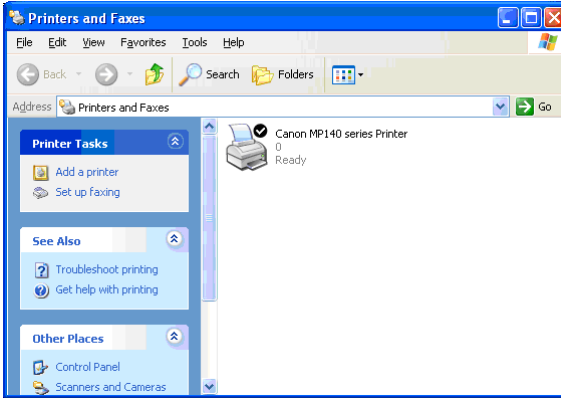 Printers and Faxes
File Edit View Favorites Tools Help
Back Search Folders
Address Printers and Faxes Go
Printer Tasks
Add a printer
Set up faxing
See Also
Troubleshoot printing
Get help with printing
Other Places
Control Panel
Scanners and Cameras
Canon MP140 series Printer
0
Ready